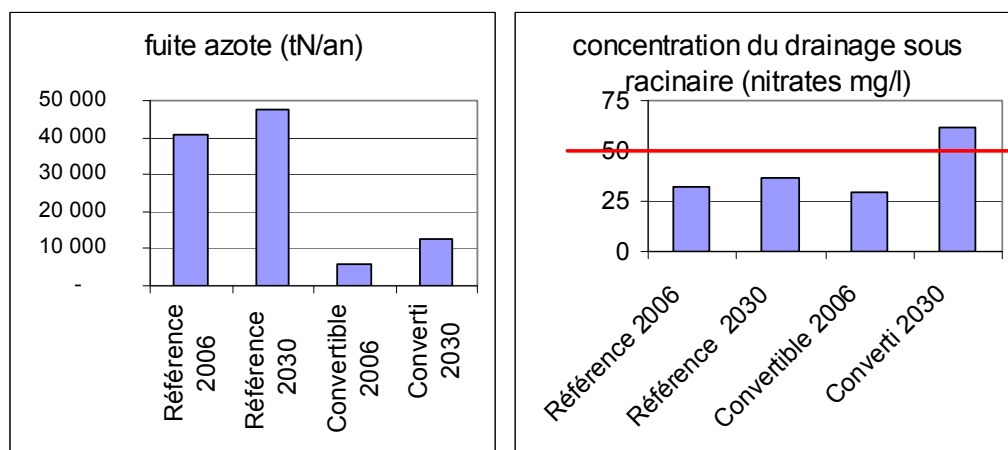 fuite azote (tN/an)
50 000
40 000
30 000
20 000
10 000
-
Référence
2006
Référence
2030
Convertible
2006
Converti
2030
concentration du drainage sous
racinaire (nitrates mg/l)
75
50
25
0
Référence 2006
Référence 2030
Convertible 2006
Converti 2030